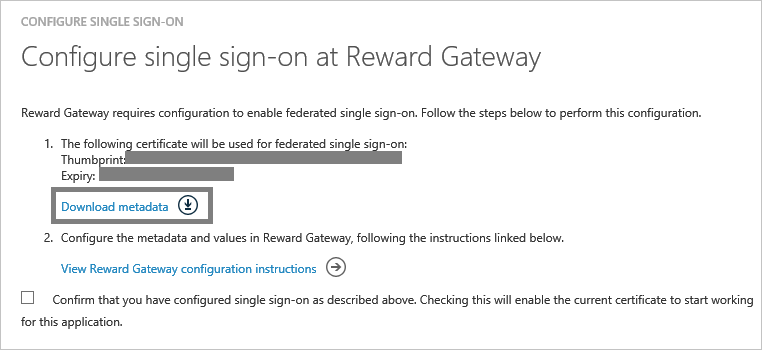 CONFIGURE SINGLE SIGN-ON
Configure single sign-on at Reward Gateway
Reward Gateway requires configuration to enable federated single sign-on. Follow the steps below to perform this configuration.
1. The following certificate will be used for federated single sign-on:
Thumbprint:
Expiry:
Download metadata
2. Configure the metadata and values in Reward Gateway, following the instructions linked below.
View Reward Gateway configuration instructions
Confirm that you have configured single sign-on as described above. Checking this will enable the current certificate to start working
for this application.